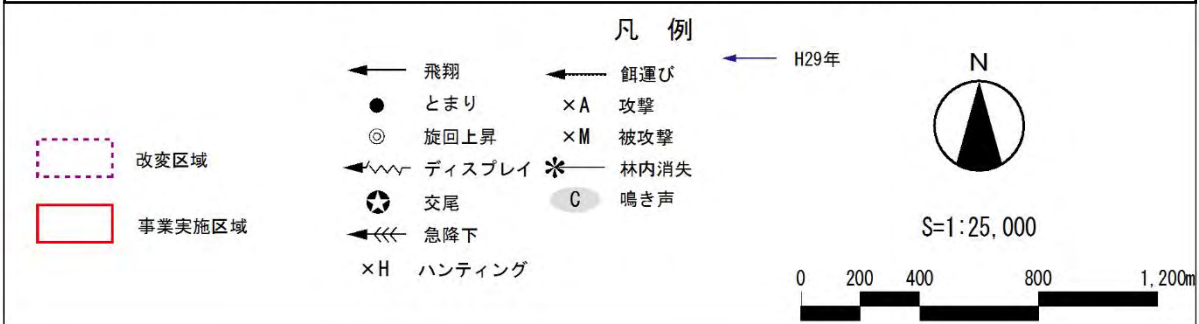 凡 例
改変区域
事業実施区域
飛翔
とまり
旋回上昇
ディスプレイ
交尾
急降下
×H ハンティング
餌運び
×A 攻撃
×M 被攻撃
林内消失
C 鳴き声
H29年
N
S=1:25,000
0 200 400 800 1,200m